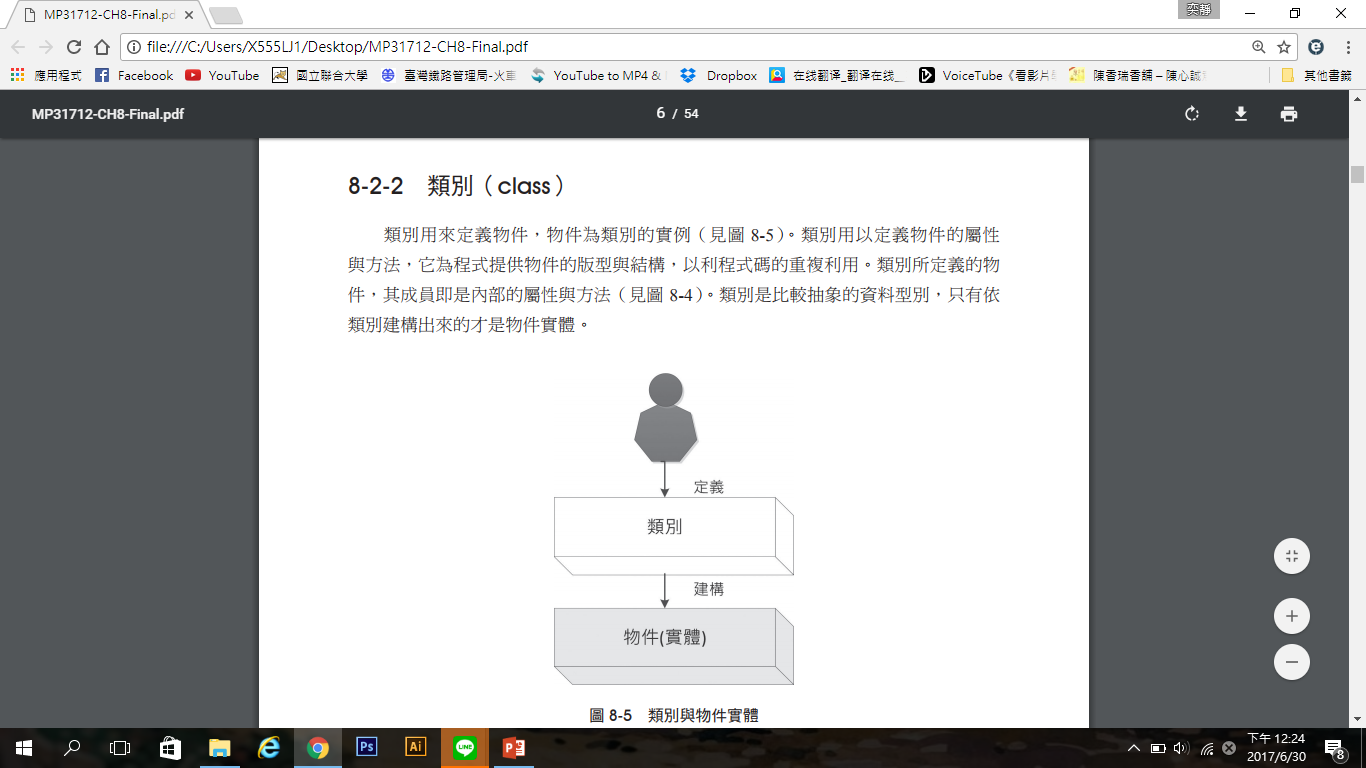 MP31712-CH8-Final.pd
奕靜
file:///C:/Users/X555LJ1/Desktop/MP31712-CH8-Final.pdf
應用程式 Facebook YouTube 國立聯合大學 臺灣鐵路管理局-火車 YouTube to MP4 & Dropbox 在线翻译_翻译在线_ VoiceTube《看影片 陳香瑞香舖 – 陳心誠 其他書籤
MP31712-CH8-Final.pdf 6 / 54
8-2-2 類別（class）
類別用來定義物件，物件為類別的實例（見圖 8-5）。類別用以定義物件的屬性
與方法，它為程式提供物件的版型與結構，以利程式碼的重複利用。類別所定義的物
件，其成員即是內部的屬性與方法（見圖 8-4）。類別是比較抽象的資料型別，只有依
類別建構出來的才是物件實體。
定義
類別
建構
物件(實體)
圖 8-5 類別與物件實體
Ps Ai LINE P
下午 12:24
2017/6/30
8